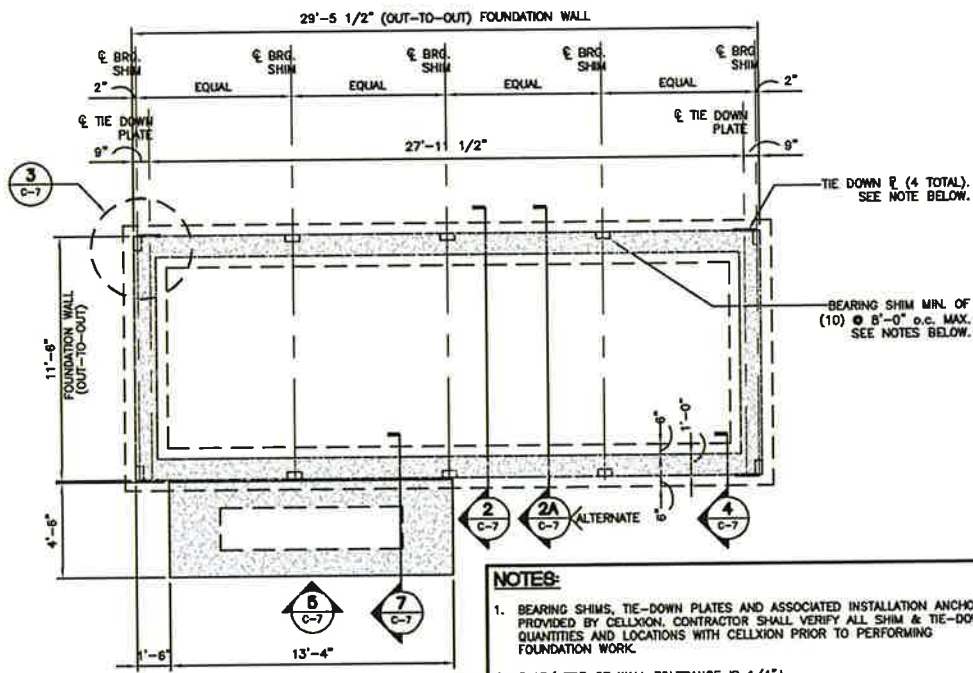 29'-5 1/2" (OUT-TO-OUT) FOUNDATION WALL
℄ BRG. SHIM
℄ BRG. SHIM
℄ BRG. SHIM
℄ BRG. SHIM
℄ BRG. SHIM
2"
EQUAL
EQUAL
EQUAL
EQUAL
2"
℄ TIE DOWN PLATE
℄ TIE DOWN PLATE
9"
27'-11 1/2"
9"
3
C-7
TIE DOWN ℄ (4 TOTAL).
SEE NOTE BELOW.
11'-6"
FOUNDATION WALL
(OUT-TO-OUT)
BEARING SHIM MIN. OF
(10) @ 8'-0" o.c. MAX.
SEE NOTES BELOW.
6"
1'-0"
6"
4'-6"
2
C-7
2A
C-7
ALTERNATE
4
C-7
5
C-7
7
C-7
1'-6"
13'-4"
NOTES:
1. BEARING SHIMS, TIE-DOWN PLATES AND ASSOCIATED INSTALLATION
PROVIDED BY CELLXION. CONTRACTOR SHALL VERIFY ALL SHIM &
QUANTITIES AND LOCATIONS WITH CELLXION PRIOR TO PERFORMING
FOUNDATION WORK.